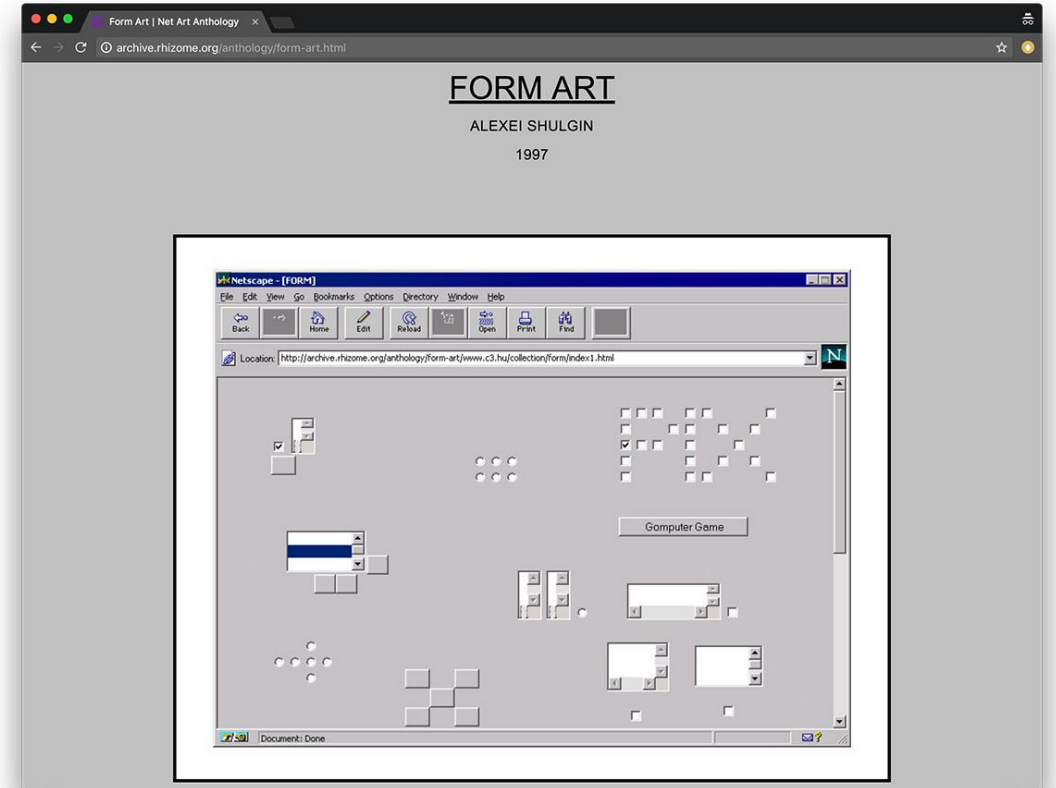 Form Art | Net Art Anthology
archive.rhizome.org/anthology/form-art.html
FORM ART
ALEXEI SHULGIN
1997
Netscape - [FORM]
File Edit View Go Bookmarks Options Directory Window Help
Back Home Edit Reload Open Print Find
Location: http://archive.rhizome.org/anthology/form-art/www.c3.hu/collection/form/index1.html
N
Gomputer Game
Document: Done